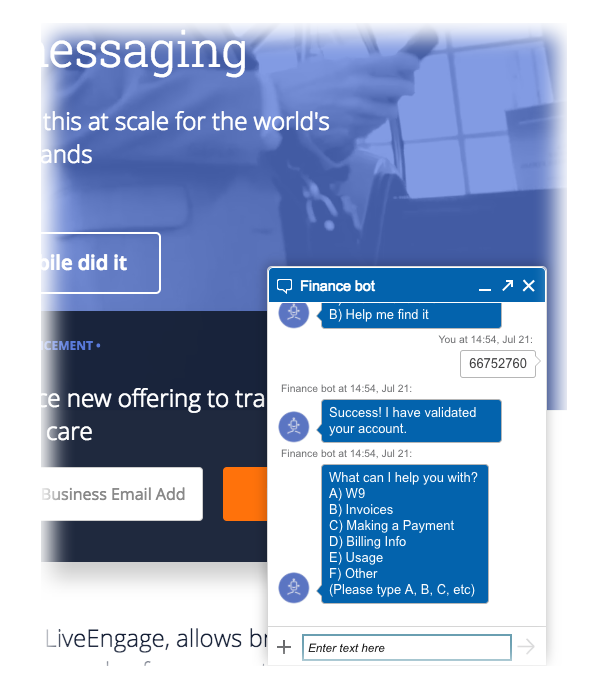 nessaging
this at scale for the world's
ands
bile did it
Finance bot
B) Help me find it
You at 14:54, Jul 21:
66752760
Finance bot at 14:54, Jul 21:
Success! I have validated
your account.
Finance bot at 14:54, Jul 21:
What can I help you with?
A) W9
B) Invoices
C) Making a Payment
D) Billing Info
E) Usage
F) Other
(Please type A, B, C, etc)
Enter text here
CEMENT •
ce new offering to tra
care
Business Email Add
LiveEngage, allows br